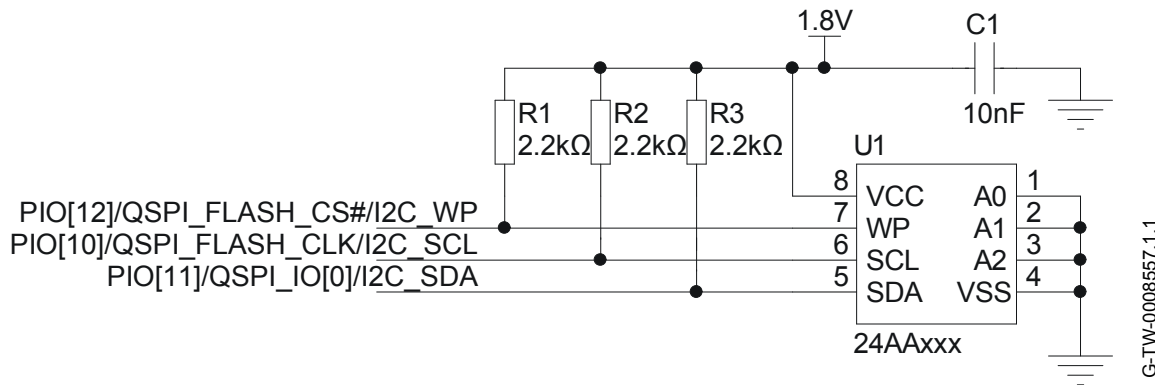 1.8V
C1
10nF
R1
2.2kΩ
R2
2.2kΩ
R3
2.2kΩ
U1
PIO[12]/QSPI_FLASH_CS#/I2C_WP
PIO[10]/QSPI_FLASH_CLK/I2C_SCL
PIO[11]/QSPI_IO[0]/I2C_SDA
8 VCC A0 1
7 WP A1 2
6 SCL A2 3
5 SDA VSS 4
24AAxxx
G-TW-0008557.1.1